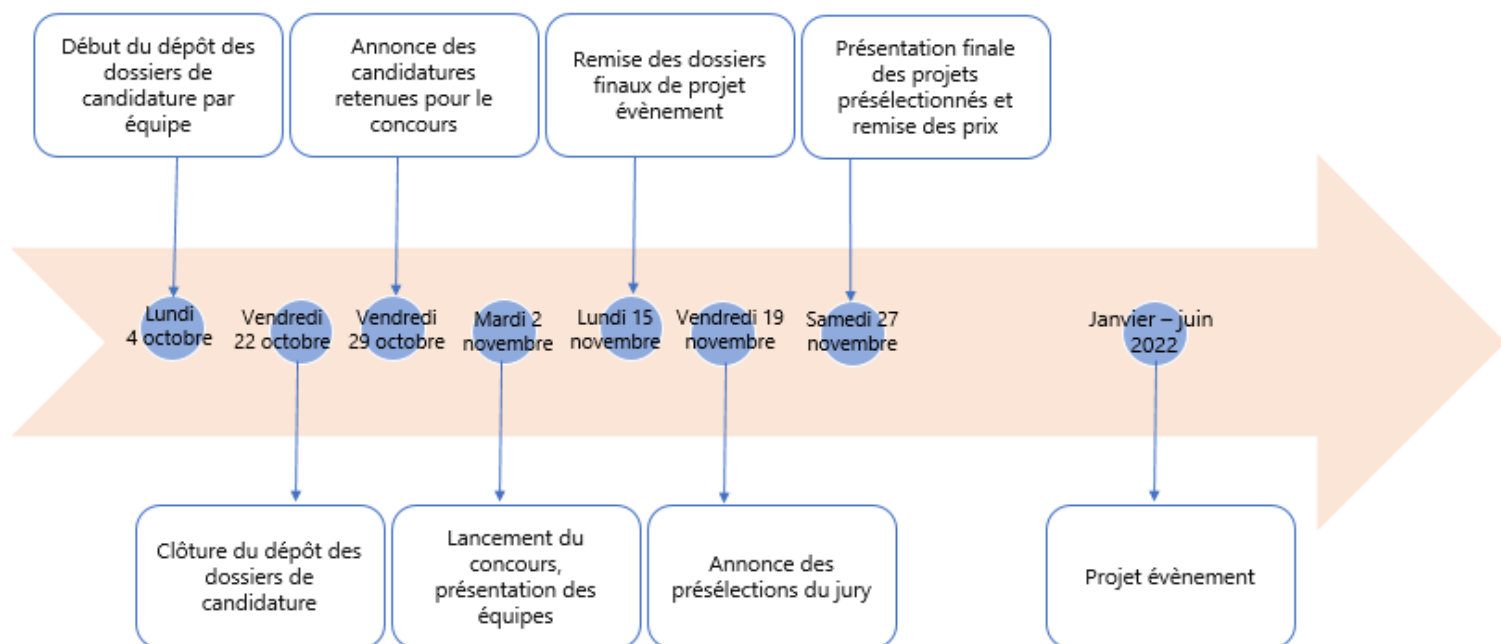 Début du dépôt des
dossiers de
candidature par
équipe
Annonce des
candidatures
retenues pour le
concours
Remise des dossiers
finaux de projet
évènement
Présentation finale
des projets
présélectionnés et
remise des prix
Lundi
4 octobre
Vendredi
22 octobre
Vendredi
29 octobre
Mardi 2
novembre
Lundi 15
novembre
Vendredi 19
novembre
Samedi 27
novembre
Janvier – juin
2022
Clôture du dépôt des
dossiers de
candidature
Lancement du
concours,
présentation des
équipes
Annonce des
présélections du jury
Projet évènement